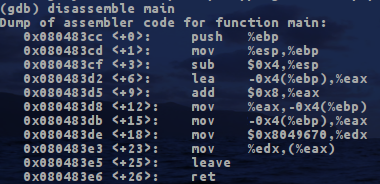 (gdb) disassemble main
Dump of assembler code for function main:
0x080483cc <+0>: push %ebp
0x080483cd <+1>: mov %esp,%ebp
0x080483cf <+3>: sub $0x4,%esp
0x080483d2 <+6>: lea -0x4(%ebp),%eax
0x080483d5 <+9>: add $0x8,%eax
0x080483d8 <+12>: mov %eax,-0x4(%ebp)
0x080483db <+15>: mov -0x4(%ebp),%eax
0x080483de <+18>: mov $0x8049670,%edx
0x080483e3 <+23>: mov %edx,(%eax)
0x080483e5 <+25>: leave
0x080483e6 <+26>: ret